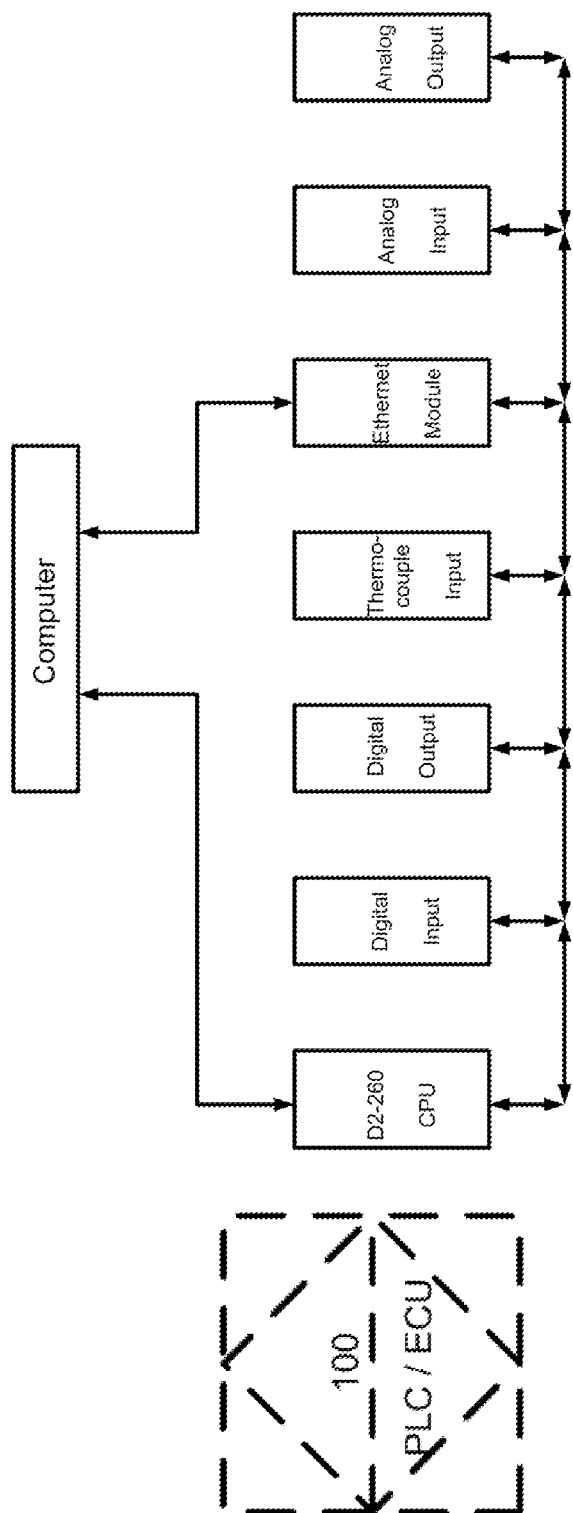 Computer
100
PLC / ECU
D2-260
CPU
Digital
Input
Digital
Output
Thermo-
couple
Input
Ethernet
Module
Analog
Input
Analog
Output